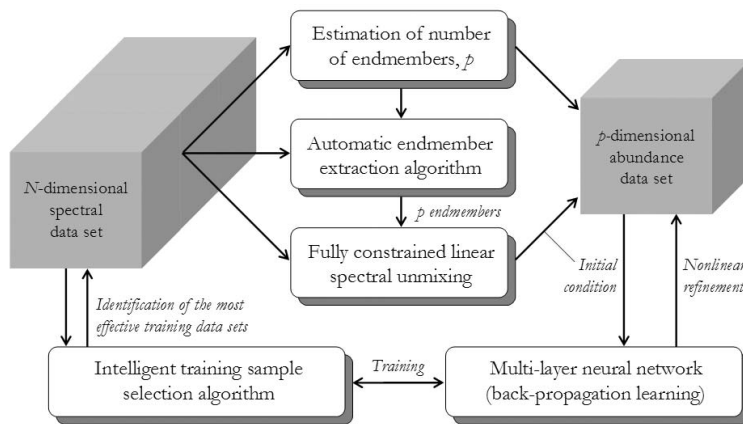 Estimation of number
of endmembers, p
Automatic endmember
extraction algorithm
p endmembers
Fully constrained linear
spectral unmixing
N-dimensional
spectral
data set
p-dimensional
abundance
data set
Initial
condition
Nonlinear
refinement
Identification of the most
effective training data sets
Intelligent training sample
selection algorithm
Training
Multi-layer neural network
(back-propagation learning)